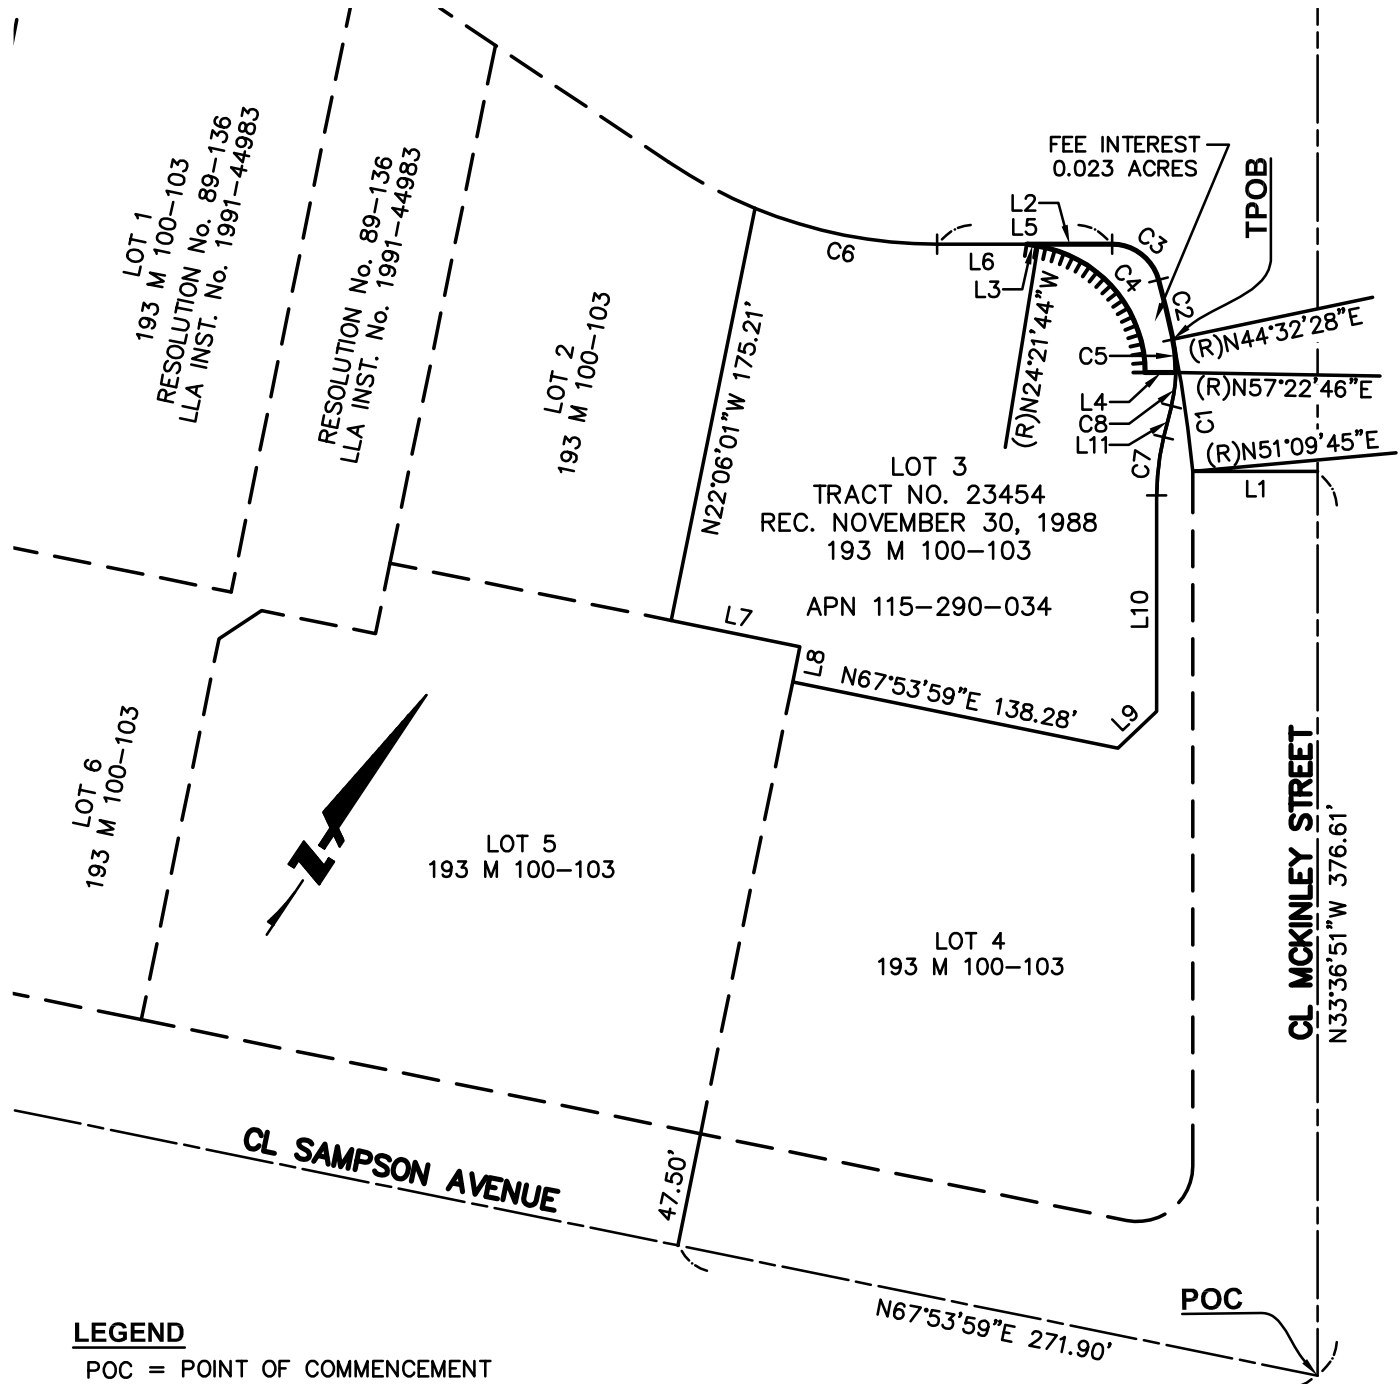 LOT 1
193 M 100-103
RESOLUTION No. 89-136
LLA INST. No. 1991-44983
RESOLUTION No. 89-136
LLA INST. No. 1991-44983
LOT 2
193 M 100-103
N22°06'01"W 175.21'
C6
L6
L2
L5
L3
FEE INTEREST
0.023 ACRES
TPOB
C3
C4
C2
(R)N24°21'44"W
(R)N44°32'28"E
C5
(R)N57°22'46"E
L4
C8
L11
C1
C7
(R)N51°09'45"E
L1
LOT 3
TRACT NO. 23454
REC. NOVEMBER 30, 1988
193 M 100-103
APN 115-290-034
L10
L7
L8
N67°53'59"E 138.28'
L9
LOT 6
193 M 100-103
N
LOT 5
193 M 100-103
LOT 4
193 M 100-103
CL MCKINLEY STREET
N33°36'51"W 376.61'
CL SAMPSON AVENUE
47.50'
N67°53'59"E 271.90'
POC
LEGEND
POC = POINT OF COMMENCEMENT